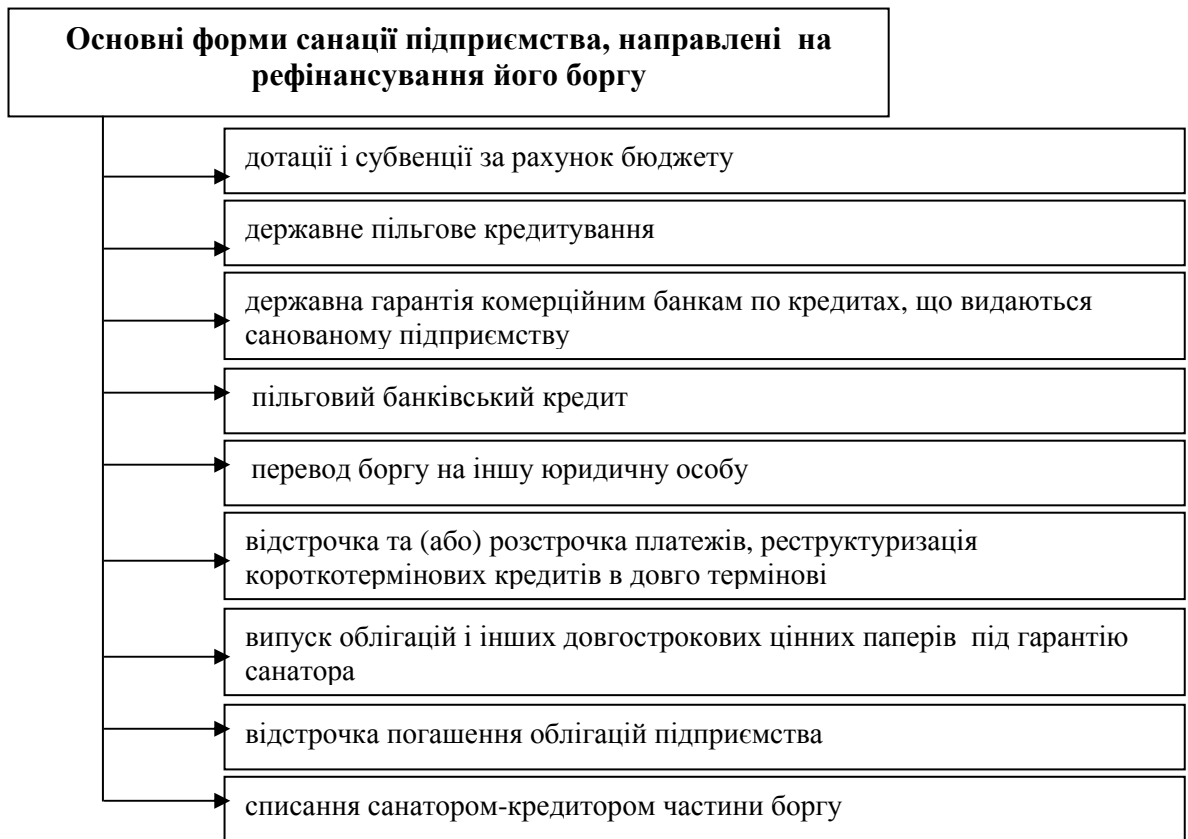 Основні форми санації підприємства, направлені на
рефінансування його боргу
дотації і субвенції за рахунок бюджету
державне пільгове кредитування
державна гарантія комерційним банкам по кредитах, що видаються
санованому підприємству
пільговий банківський кредит
перевод боргу на іншу юридичну особу
відстрочка та (або) розстрочка платежів, реструктуризація
короткотермінових кредитів в довго термінові
випуск облігацій і інших довгострокових цінних паперів під гарантію
санатора
відстрочка погашення облігацій підприємства
списання санатором-кредитором частини боргу